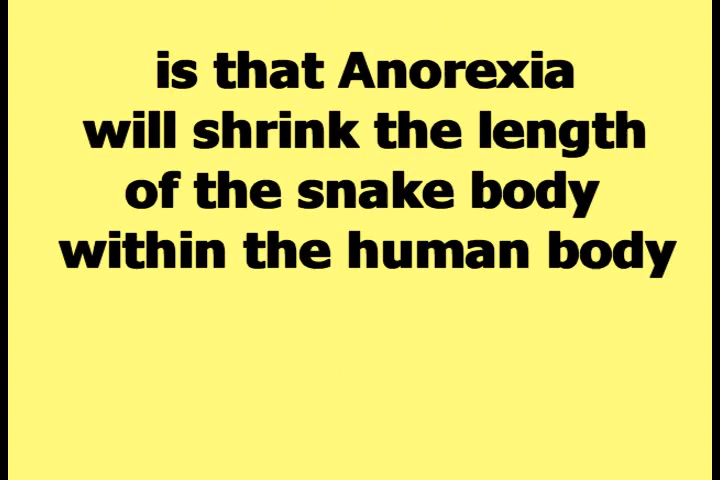 is that Anorexia
will shrink the length
of the snake body
within the human body